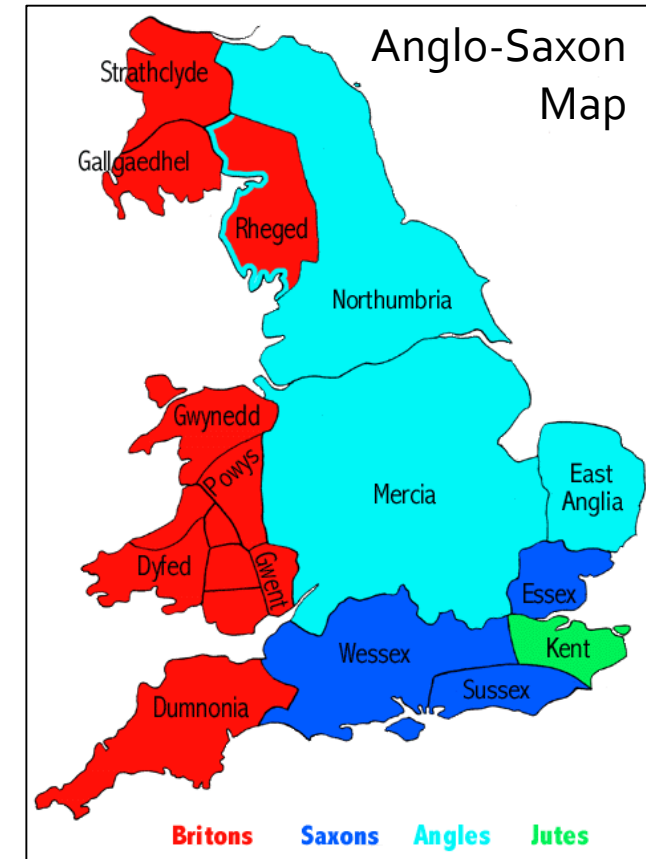 Anglo-Saxon
Map
Strathclyde
Gallgaedhel
Rheged
Northumbria
Gwynedd
Powys
Mercia
East
Anglia
Dyfed
Gwent
Essex
Wessex
Kent
Sussex
Dumnonia
Britons Saxons Angles Jutes